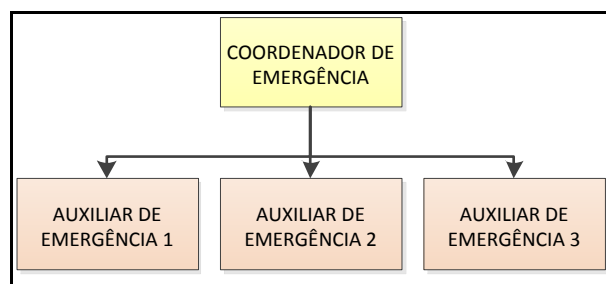 COORDENADOR DE
EMERGÊNCIA
AUXILIAR DE
EMERGÊNCIA 1
AUXILIAR DE
EMERGÊNCIA 2
AUXILIAR DE
EMERGÊNCIA 3